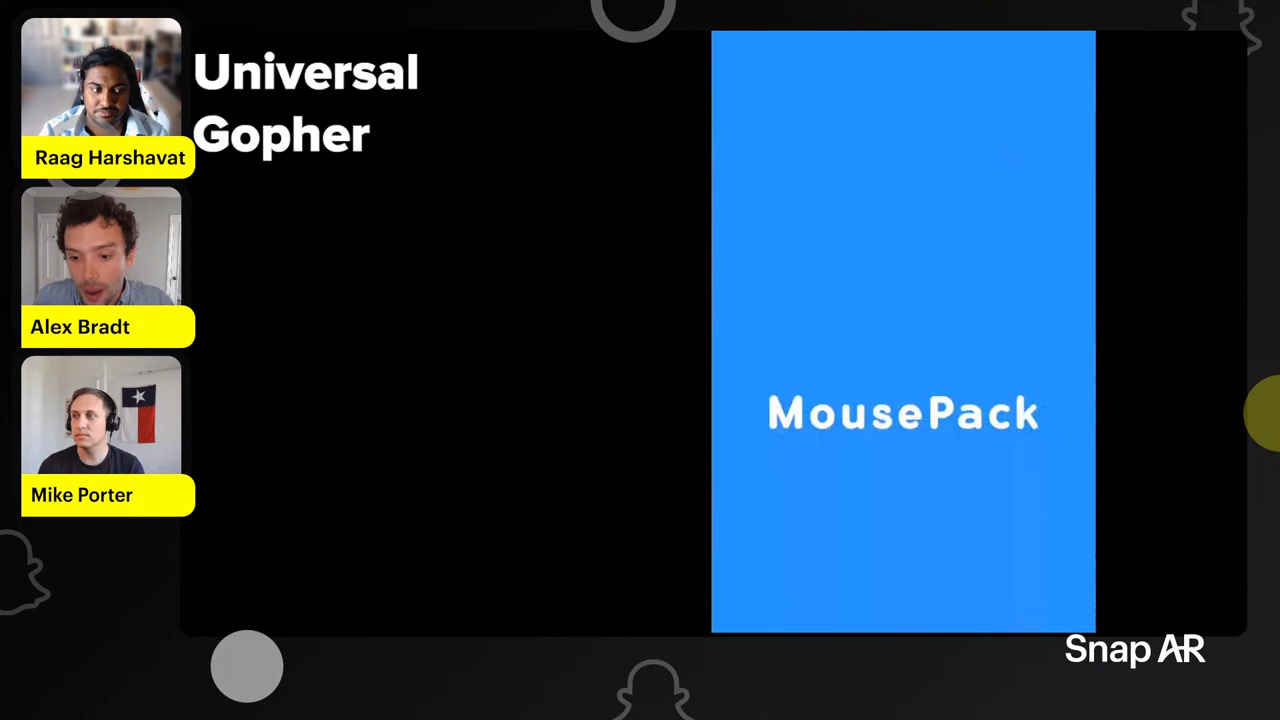 Universal
Gopher
Raag Harshavat
Alex Bradt
Mike Porter
MousePack
Snap AR